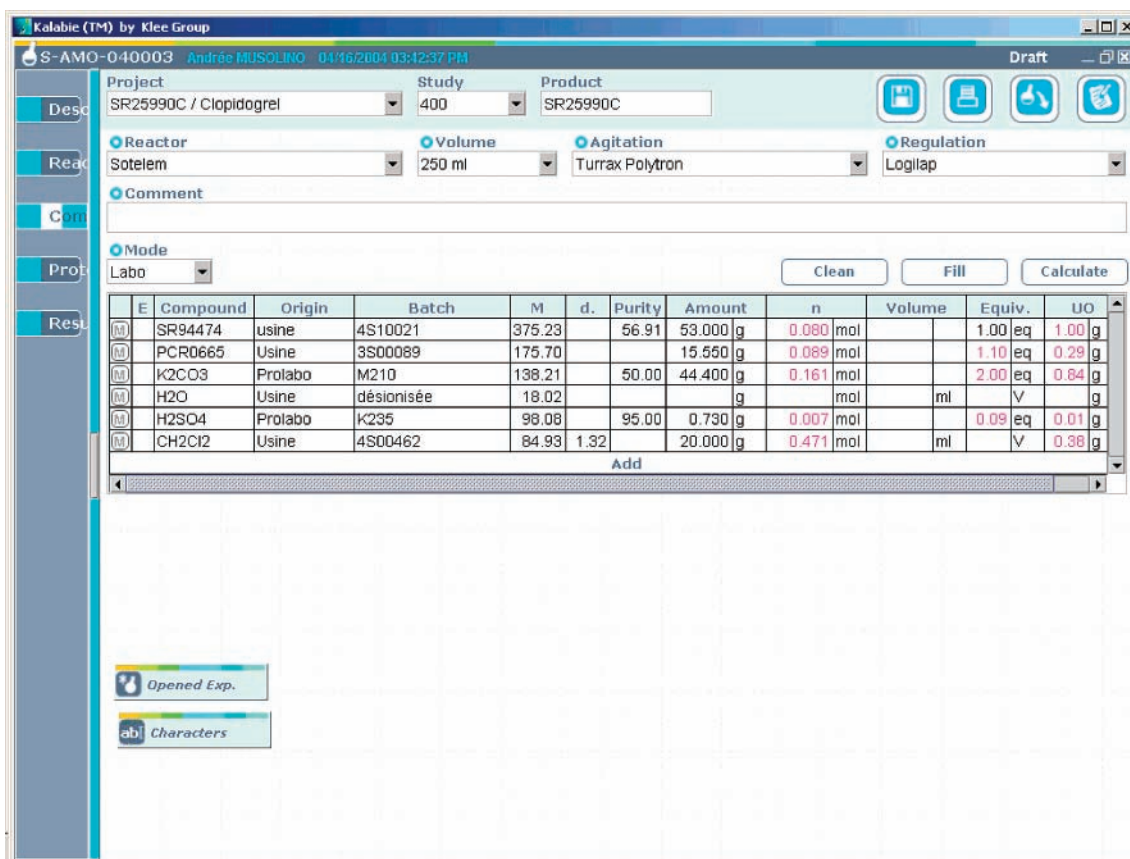 Kalabie (TM) by Klee Group
S-AMO-040003 Andrée MUSOLINO 04/16/2004 03:42:37 PM Draft
Project Study Product
SR25990C / Clopidogrel 400 SR25990C
Desc
Reactor Volume Agitation Regulation
Reac
Sotelem 250 ml Turrax Polytron Logilap
Comment
Com
Mode
Prot
Labo Clean Fill Calculate
E Compound Origin Batch M d. Purity Amount n Volume Equiv. UO
Resu
M SR94474 usine 4S10021 375.23 56.91 53.000 g 0.080 mol 1.00 eq 1.00 g
M PCR0665 Usine 3S00089 175.70 15.550 g 0.089 mol 1.10 eq 0.29 g
M K2CO3 Prolabo M210 138.21 50.00 44.400 g 0.161 mol 2.00 eq 0.84 g
M H2O Usine désionisée 18.02 g mol ml V g
M H2SO4 Prolabo K235 98.08 95.00 0.730 g 0.007 mol 0.09 eq 0.01 g
M CH2Cl2 Usine 4S00462 84.93 1.32 20.000 g 0.471 mol ml V 0.38 g
Add
Opened Exp.
ab Characters